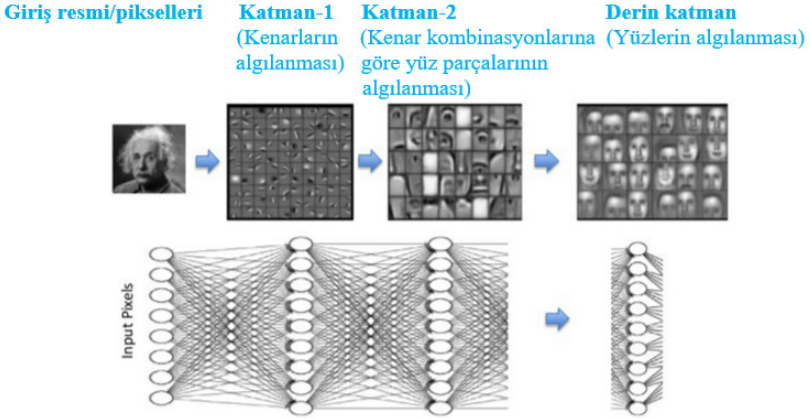 Giriş resmi/pikselleri
Katman-1
(Kenarların
algılanması)
Katman-2
(Kenar kombinasyonlarına
göre yüz parçalarının
algılanması)
Derin katman
(Yüzlerin algılanması)
Input Pixels